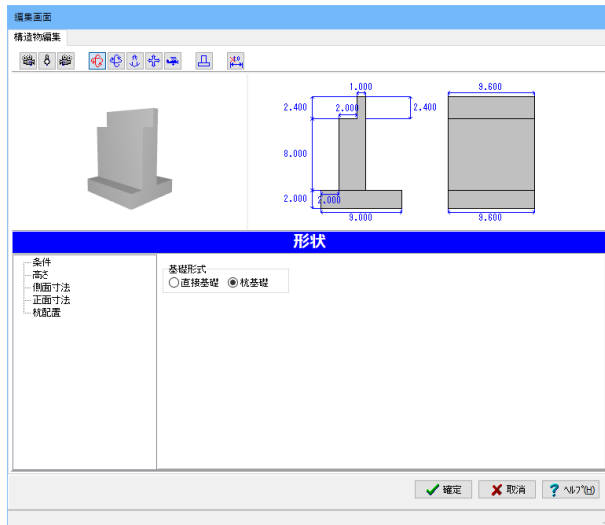 編集画面
構造物編集
1.000
9.600
2.400
2.000
2.400
8.000
2.000
2.000
9.000
9.600
形状
条件
高さ
側面寸法
正面寸法
杭配置
基礎形式
直接基礎
杭基礎
確定
取消
ヘルプ(H)